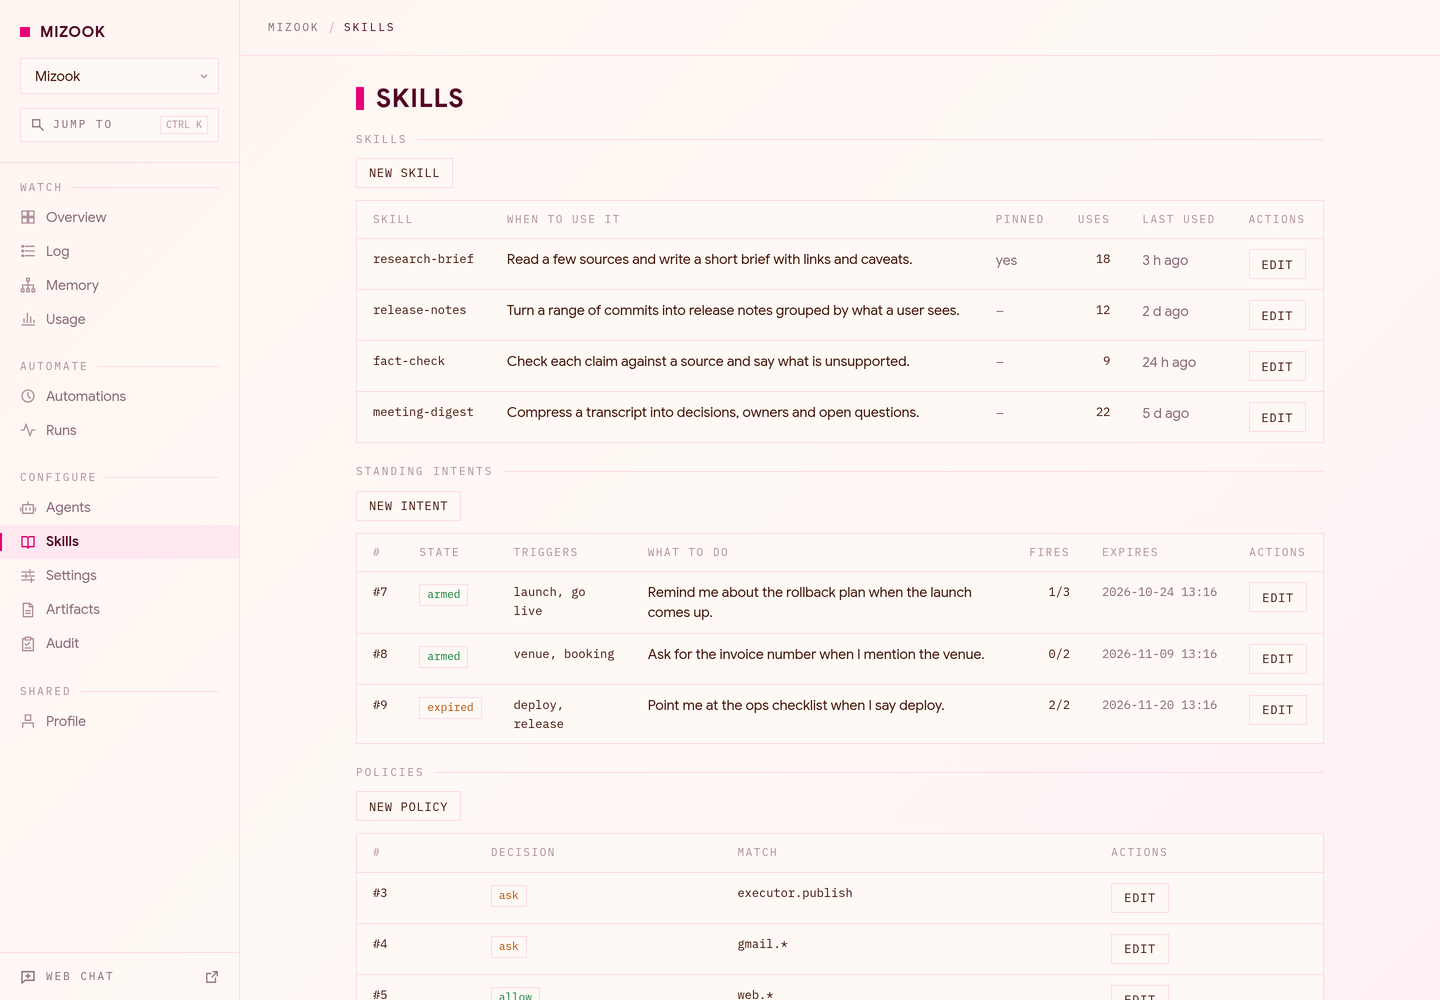 MIZOOK
Mizook
JUMP TO CTRL K
WATCH
Overview
Log
Memory
Usage
AUTOMATE
Automations
Runs
CONFIGURE
Agents
Skills
Settings
Artifacts
Audit
SHARED
Profile
WEB CHAT
MIZOOK / SKILLS
SKILLS
SKILLS
NEW SKILL
SKILL WHEN TO USE IT PINNED USES LAST USED ACTIONS
research-brief Read a few sources and write a short brief with links and caveats. yes 18 3 h ago EDIT
release-notes Turn a range of commits into release notes grouped by what a user sees. – 12 2 d ago EDIT
fact-check Check each claim against a source and say what is unsupported. – 9 24 h ago EDIT
meeting-digest Compress a transcript into decisions, owners and open questions. – 22 5 d ago EDIT
STANDING INTENTS
NEW INTENT
# STATE TRIGGERS WHAT TO DO FIRES EXPIRES ACTIONS
#7 armed launch, go Remind me about the rollback plan when the launch 1/3 2026-10-24 13:16 EDIT
live comes up.
#8 armed venue, booking Ask for the invoice number when I mention the venue. 0/2 2026-11-09 13:16 EDIT
#9 expired deploy, Point me at the ops checklist when I say deploy. 2/2 2026-11-20 13:16 EDIT
release
POLICIES
NEW POLICY
# DECISION MATCH ACTIONS
#3 ask executor.publish EDIT
#4 ask gmail.* EDIT
#5 allow web.* EDIT